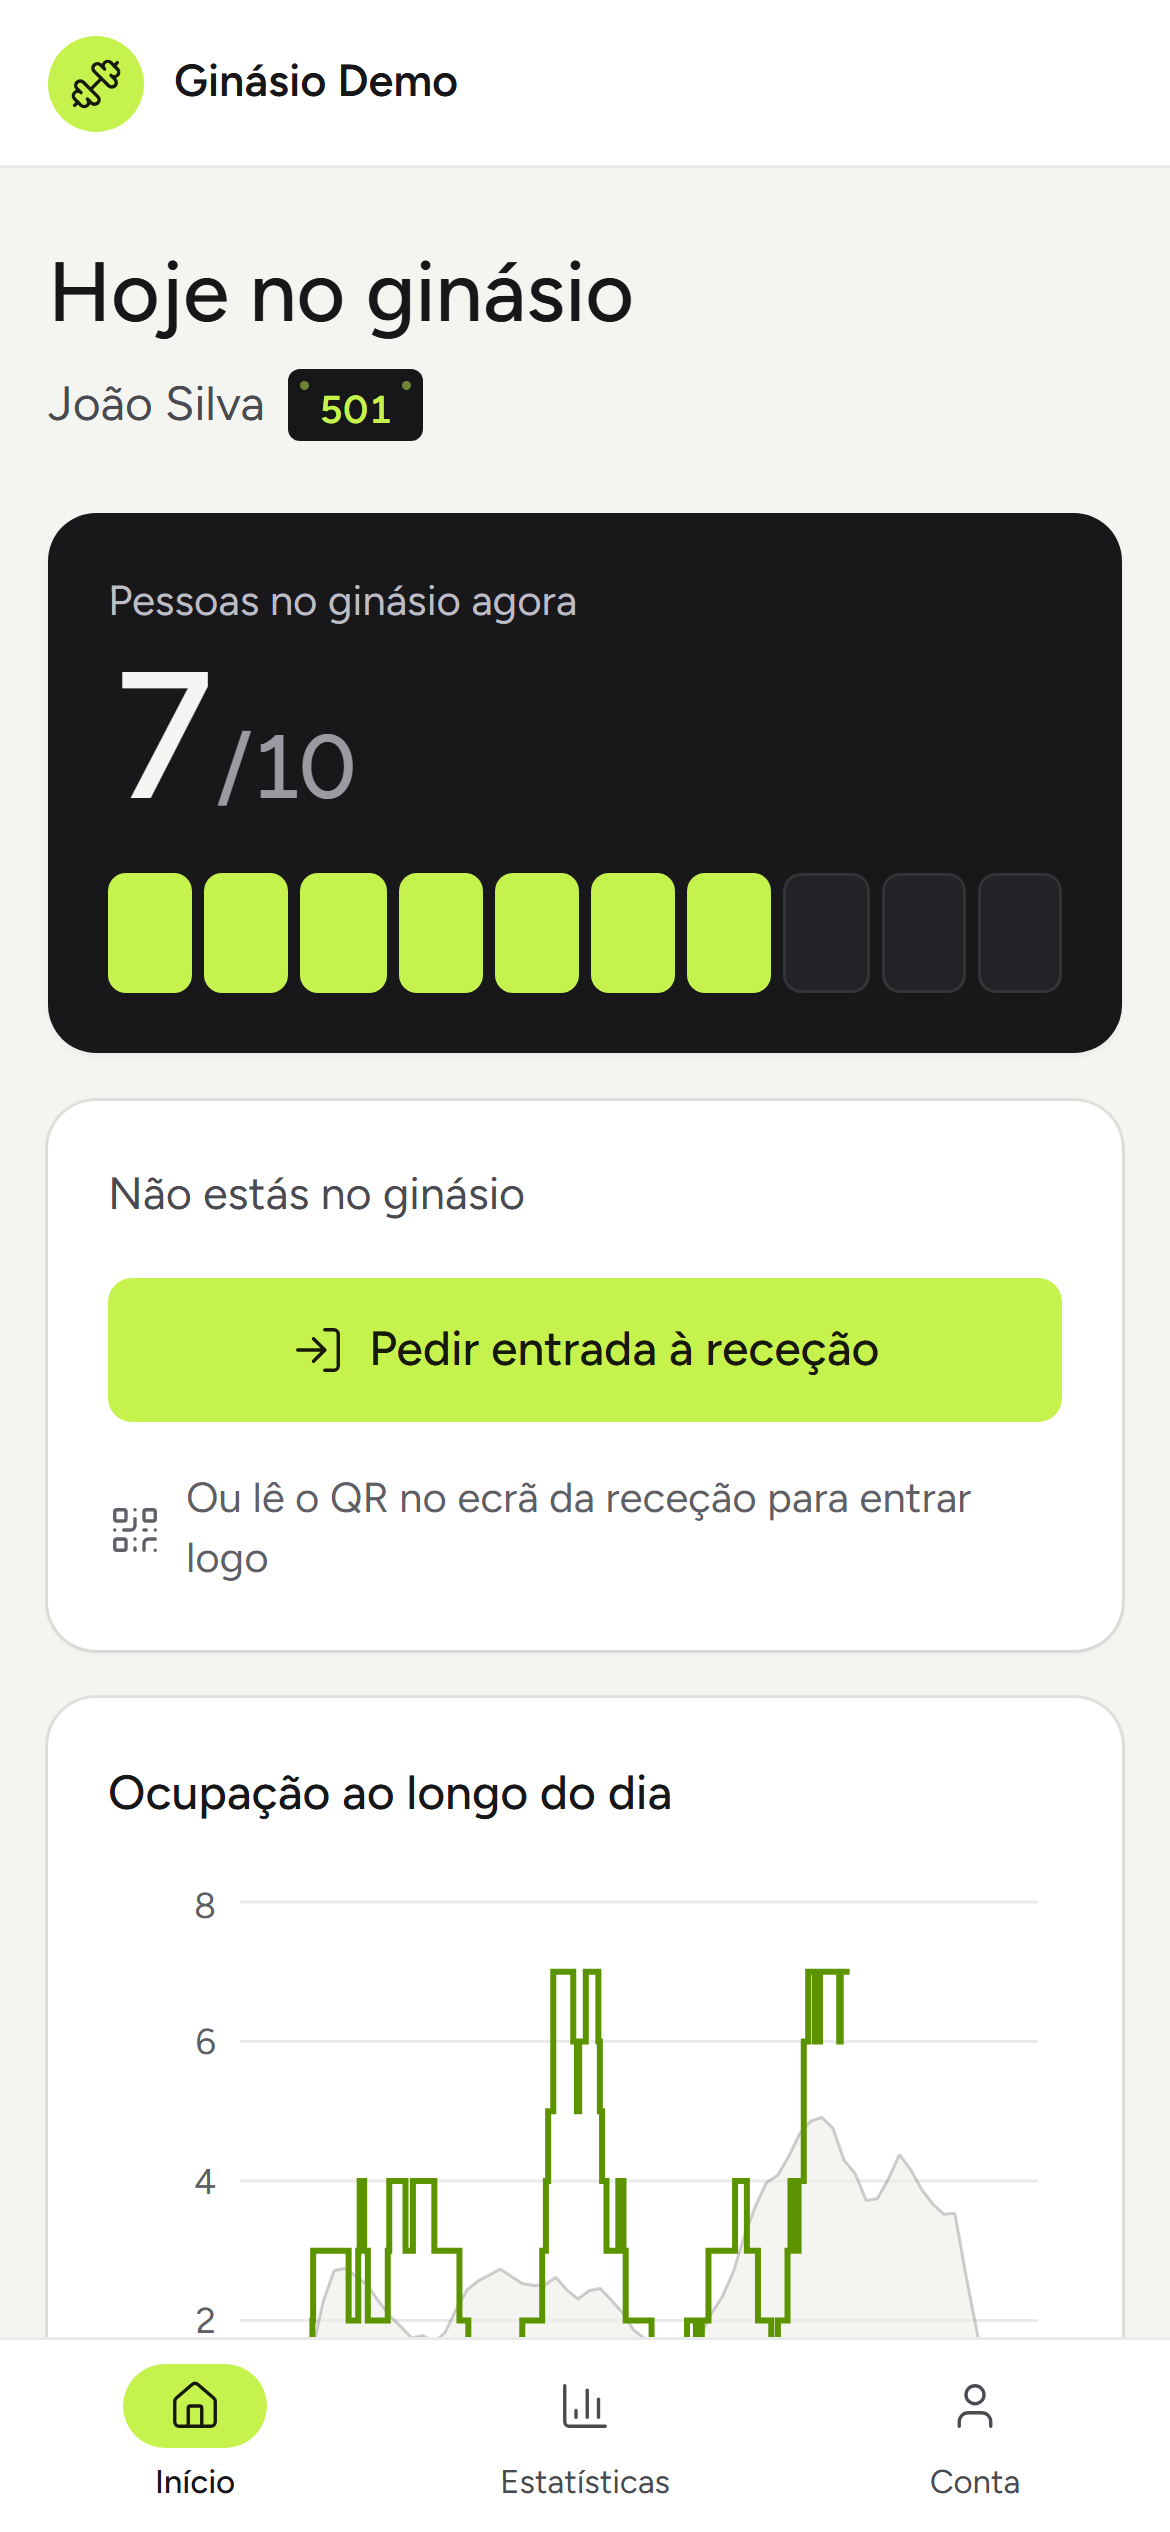 Ginásio Demo
Hoje no ginásio
João Silva 501
Pessoas no ginásio agora
7/10
Não estás no ginásio
Pedir entrada à receção
Ou lê o QR no ecrã da receção para entrar
logo
Ocupação ao longo do dia
8
6
4
2
Início Estatísticas Conta